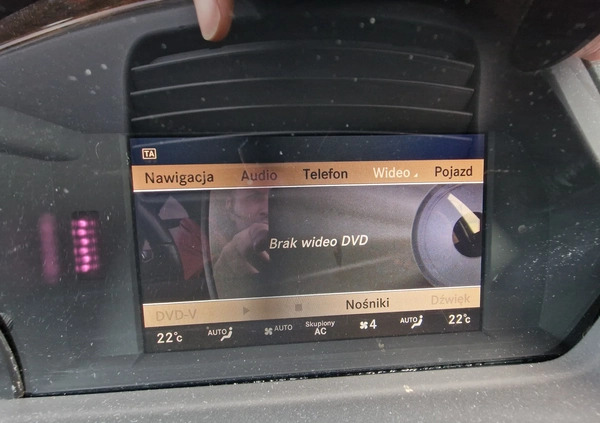 TA
Nawigacja Audio Telefon Wideo Pojazd
Brak wideo DVD
DVD-V Nośniki Dźwięk
22°C AUTO AUTO Skupiony AC 4 AUTO 22°C